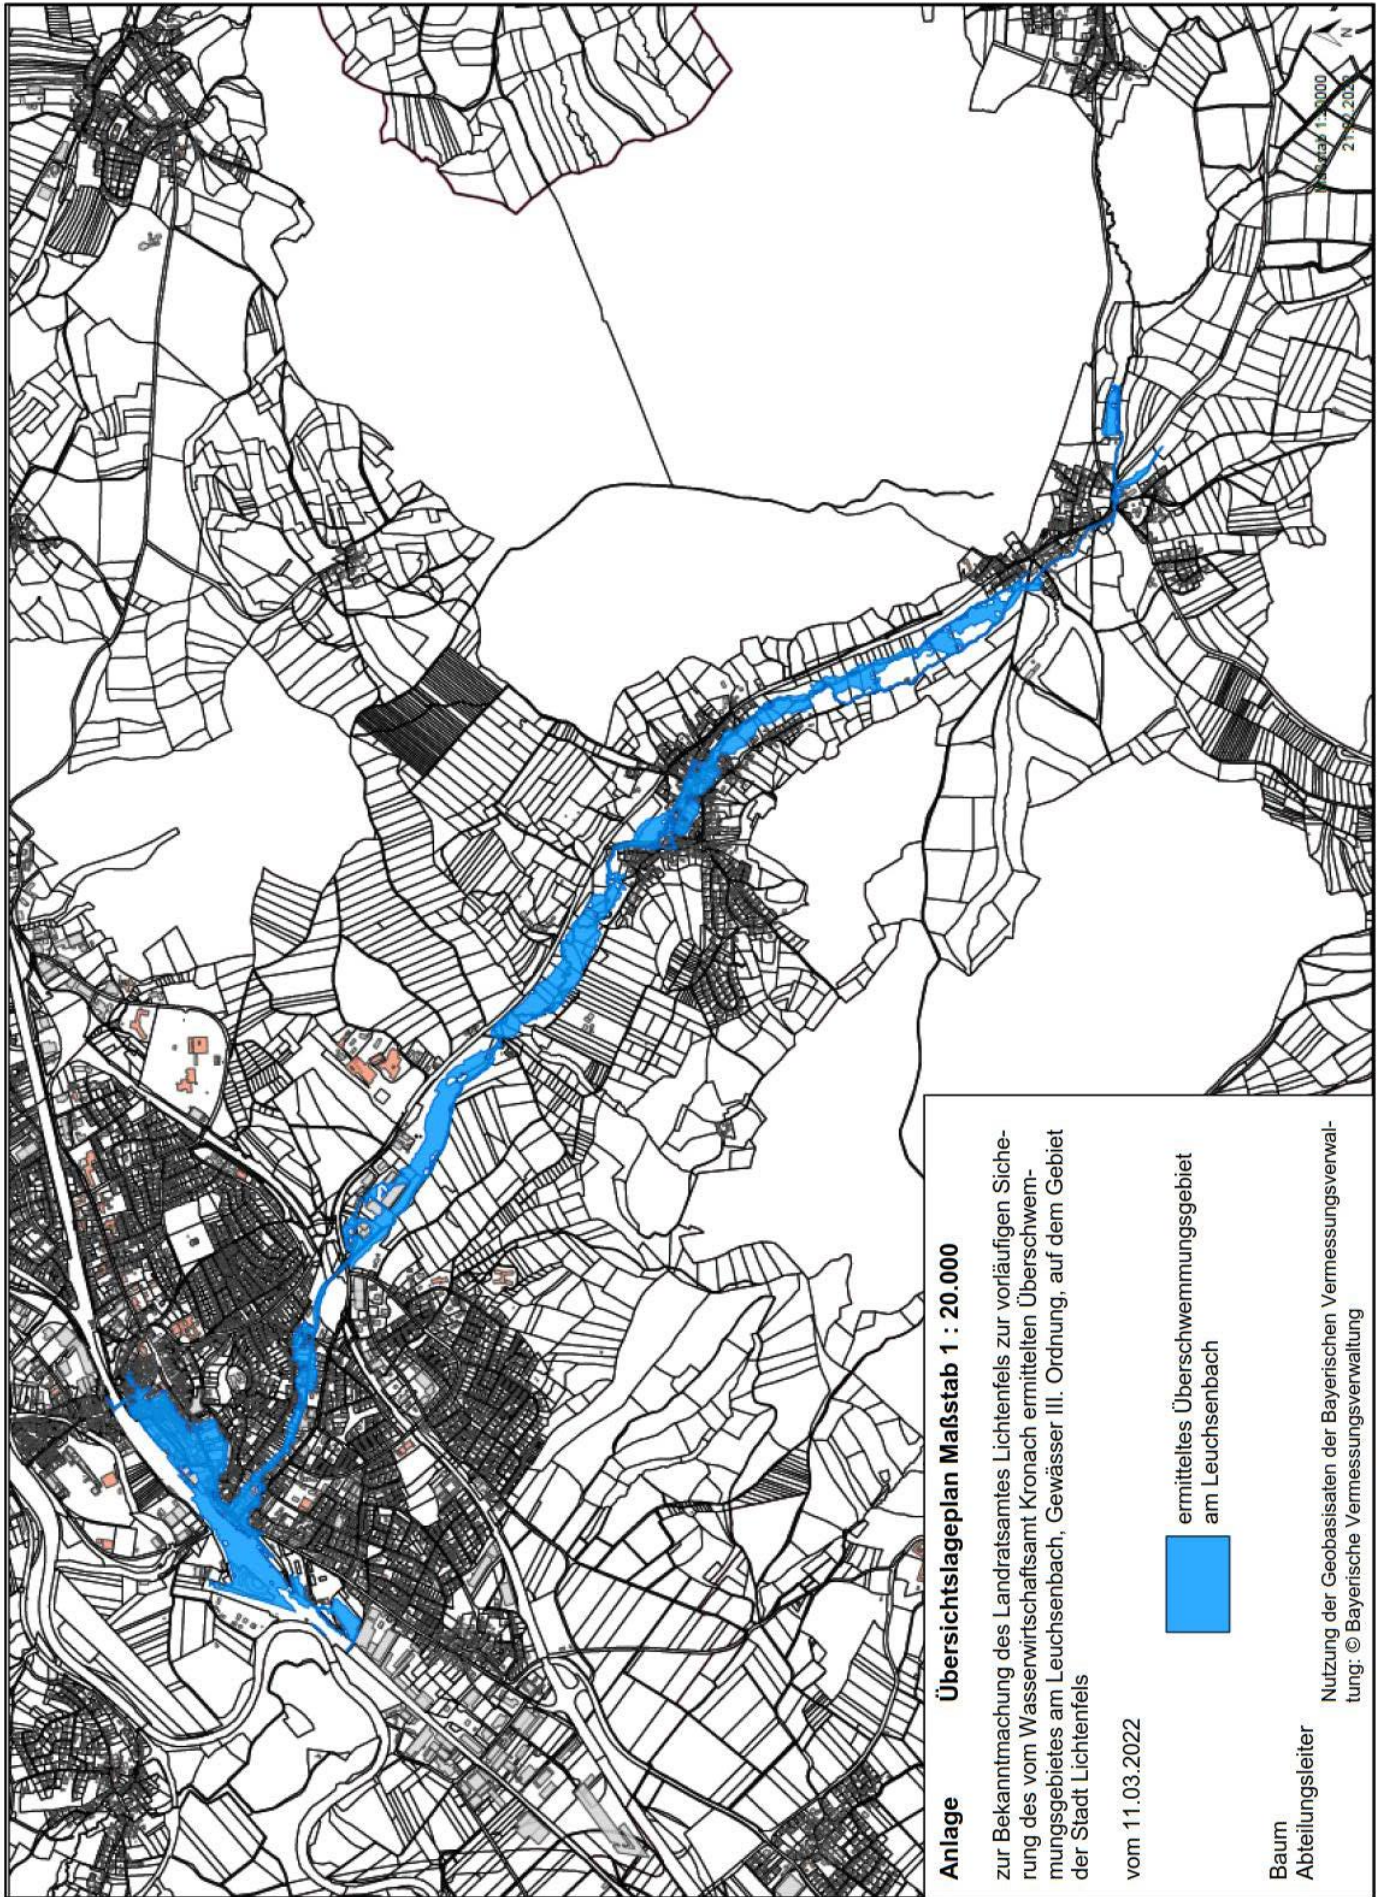 Anlage Übersichtslageplan Maßstab 1 : 20.000
zur Bekanntmachung des Landratsamtes Lichtenfels zur vorläufigen Siche-
rung des vom Wasserwirtschaftsamt Kronach ermittelten Überschwem-
mungsgebietes am Leuchsenbach, Gewässer III. Ordnung, auf dem Gebiet
der Stadt Lichtenfels
vom 11.03.2022
ermitteltes Überschwemmungsgebiet
am Leuchsenbach
Baum
Abteilungsleiter
Nutzung der Geobasisaten der Bayerischen Vermessungsverwal-
tung: © Bayerische Vermessungsverwaltung
N